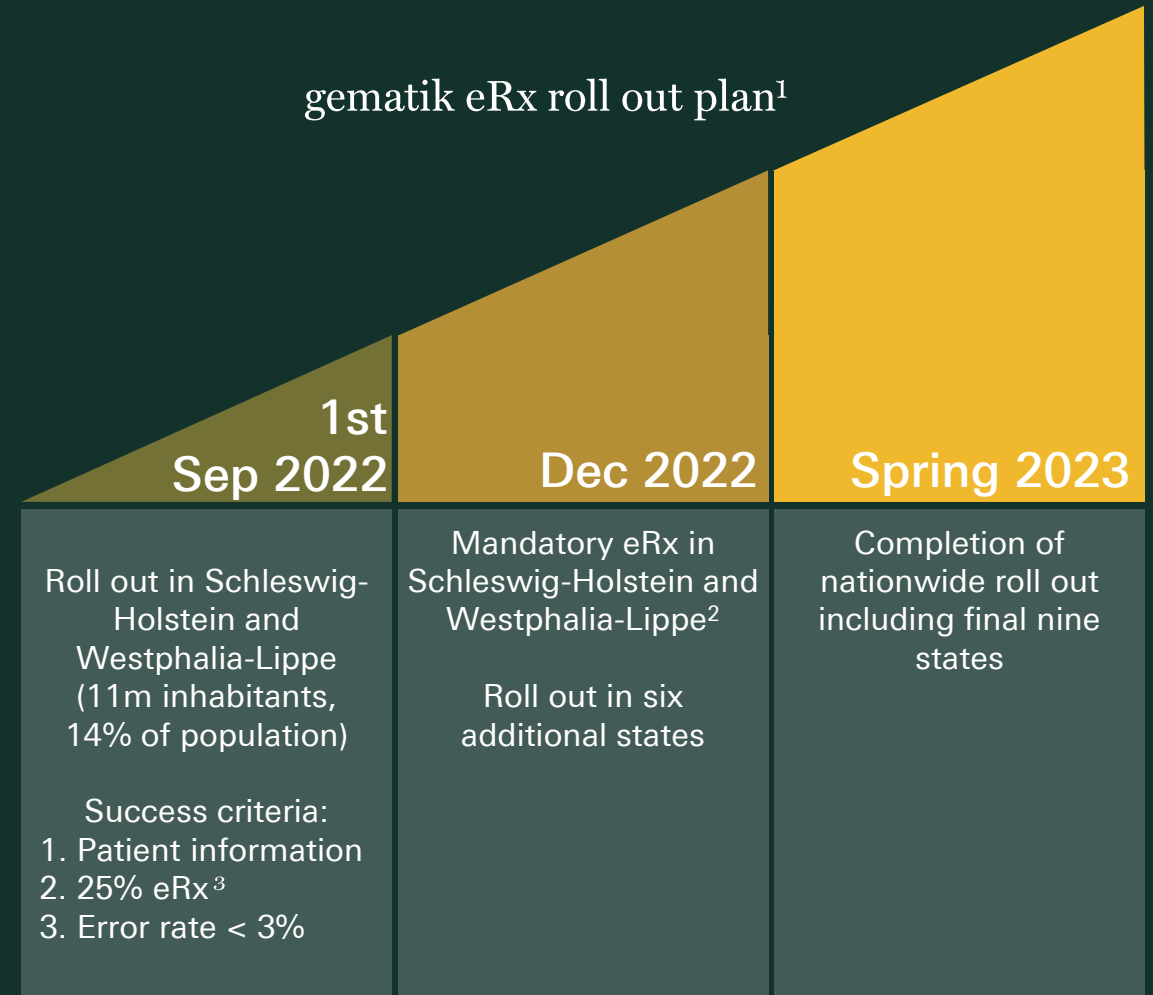 gematik eRx roll out plan¹
1st
Sep 2022
Dec 2022
Spring 2023
Roll out in Schleswig-
Holstein and
Westphalia-Lippe
(11m inhabitants,
14% of population)
Success criteria:
1. Patient information
2. 25% eRx³
3. Error rate < 3%
Mandatory eRx in
Schleswig-Holstein and
Westphalia-Lippe²
Roll out in six
additional states
Completion of
nationwide roll out
including final nine
states